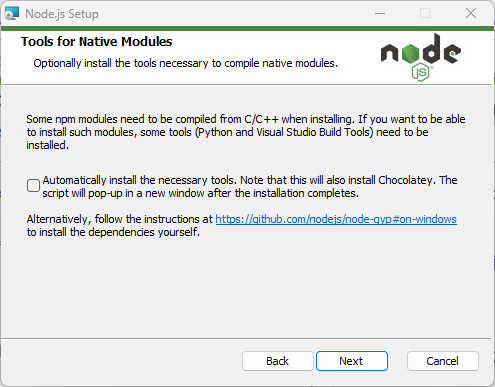 Node.js Setup
Tools for Native Modules
Optionally install the tools necessary to compile native modules.
node
JS
Some npm modules need to be compiled from C/C++ when installing. If you want to be able
to install such modules, some tools (Python and Visual Studio Build Tools) need to be
installed.
Automatically install the necessary tools. Note that this will also install Chocolatey. The
script will pop-up in a new window after the installation completes.
Alternatively, follow the instructions at https://github.com/nodejs/node-gyp#on-windows
to install the dependencies yourself.
Back Next Cancel